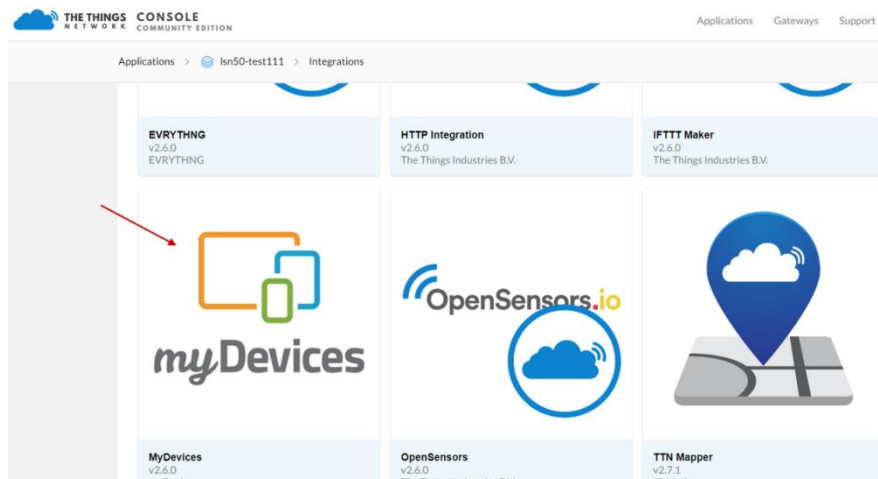 THE THINGS NETWORK
CONSOLE
COMMUNITY EDITION
Applications Gateways Support
Applications > lsn50-test111 > Integrations
EVRYTHNG
v2.6.0
EVRYTHNG
HTTP Integration
v2.6.0
The Things Industries B.V.
IFTTT Maker
v2.6.0
The Things Industries B.V.
myDevices
OpenSensors.io
MyDevices
v2.6.0
OpenSensors
v2.6.0
TTN Mapper
v2.7.1